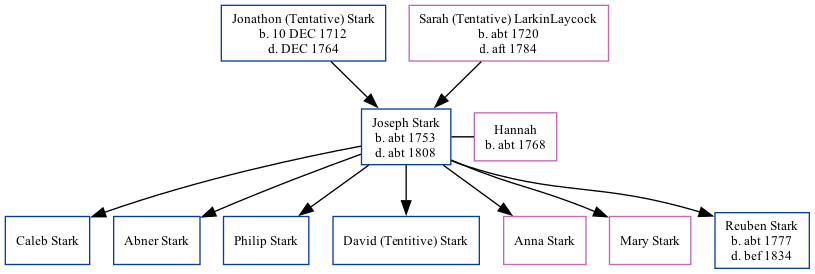 Jonathon (Tentative) Stark
b. 10 DEC 1712
d. DEC 1764
Sarah (Tentative) LarkinLaycock
b. abt 1720
d. aft 1784
Joseph Stark
b. abt 1753
d. abt 1808
Hannah
b. abt 1768
Caleb Stark
Abner Stark
Philip Stark
David (Tentitive) Stark
Anna Stark
Mary Stark
Reuben Stark
b. abt 1777
d. bef 1834